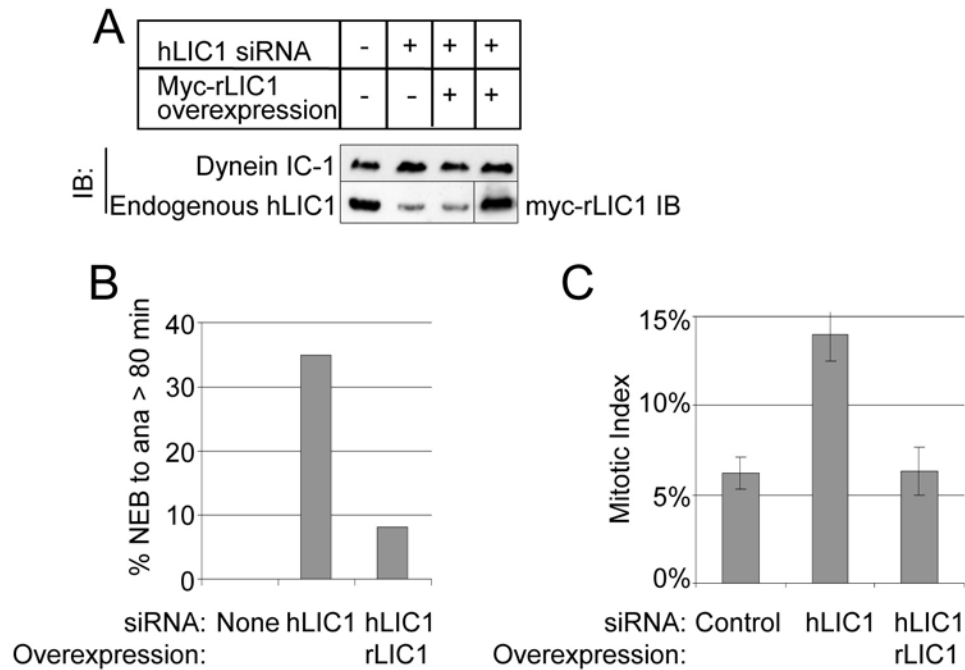 A
hLIC1 siRNA - + + +
Myc-rLIC1
overexpression - - + +
IB:
Dynein IC-1
Endogenous hLIC1
myc-rLIC1 IB
B
% NEB to ana > 80 min
40
30
20
10
0
siRNA: None hLIC1 hLIC1
Overexpression: rLIC1
C
Mitotic Index
15%
10%
5%
0%
siRNA: Control hLIC1 hLIC1
Overexpression: rLIC1